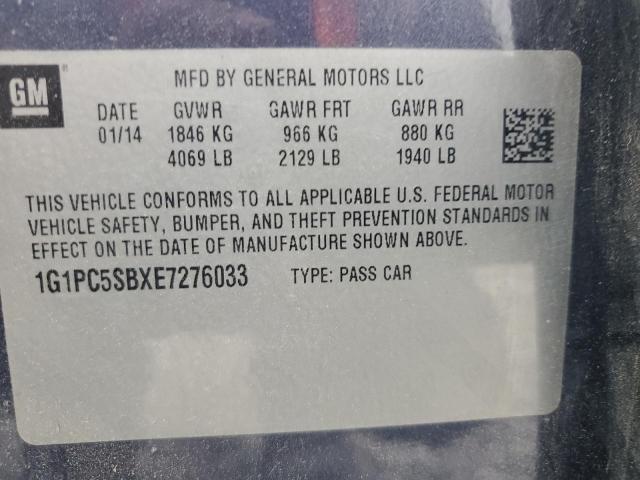 GM
MFD BY GENERAL MOTORS LLC
DATE GVWR GAWR FRT GAWR RR
01/14 1846 KG 966 KG 880 KG
4069 LB 2129 LB 1940 LB
THIS VEHICLE CONFORMS TO ALL APPLICABLE U.S. FEDERAL MOTOR
VEHICLE SAFETY, BUMPER, AND THEFT PREVENTION STANDARDS IN
EFFECT ON THE DATE OF MANUFACTURE SHOWN ABOVE.
1G1PC5SBXE7276033 TYPE: PASS CAR